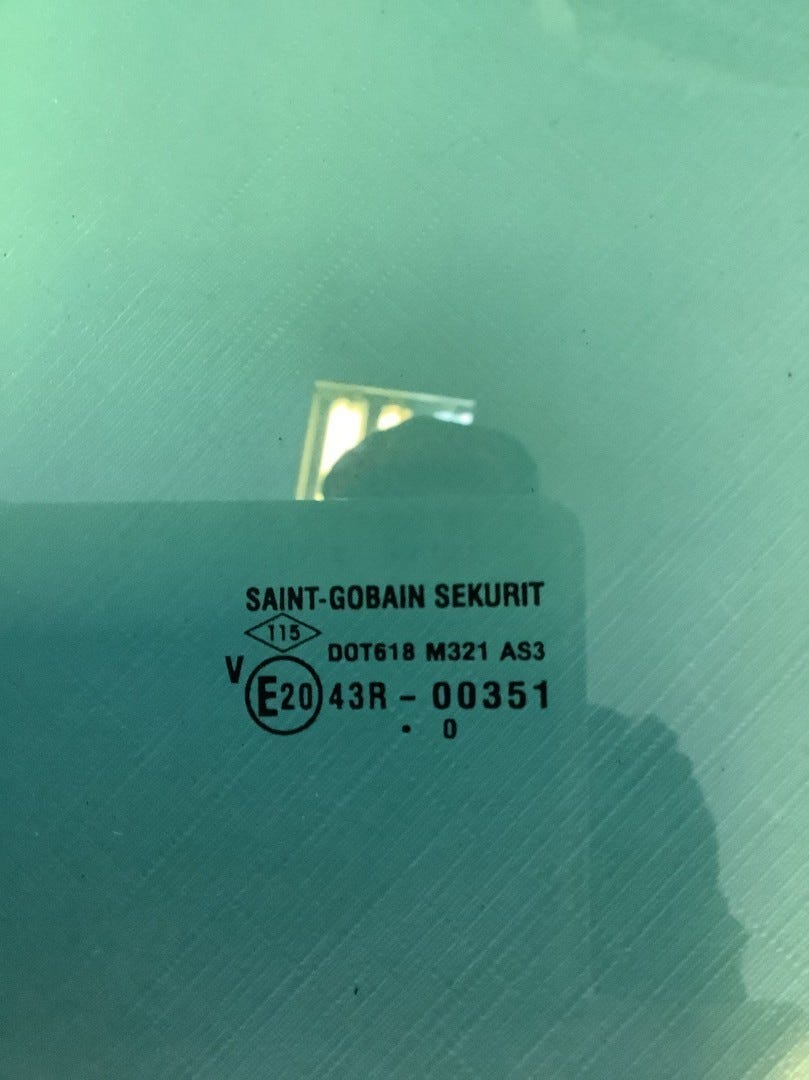 SAINT-GOBAIN SEKURIT
115
DOT618 M321 AS3
V
E20 43R - 00351
. 0